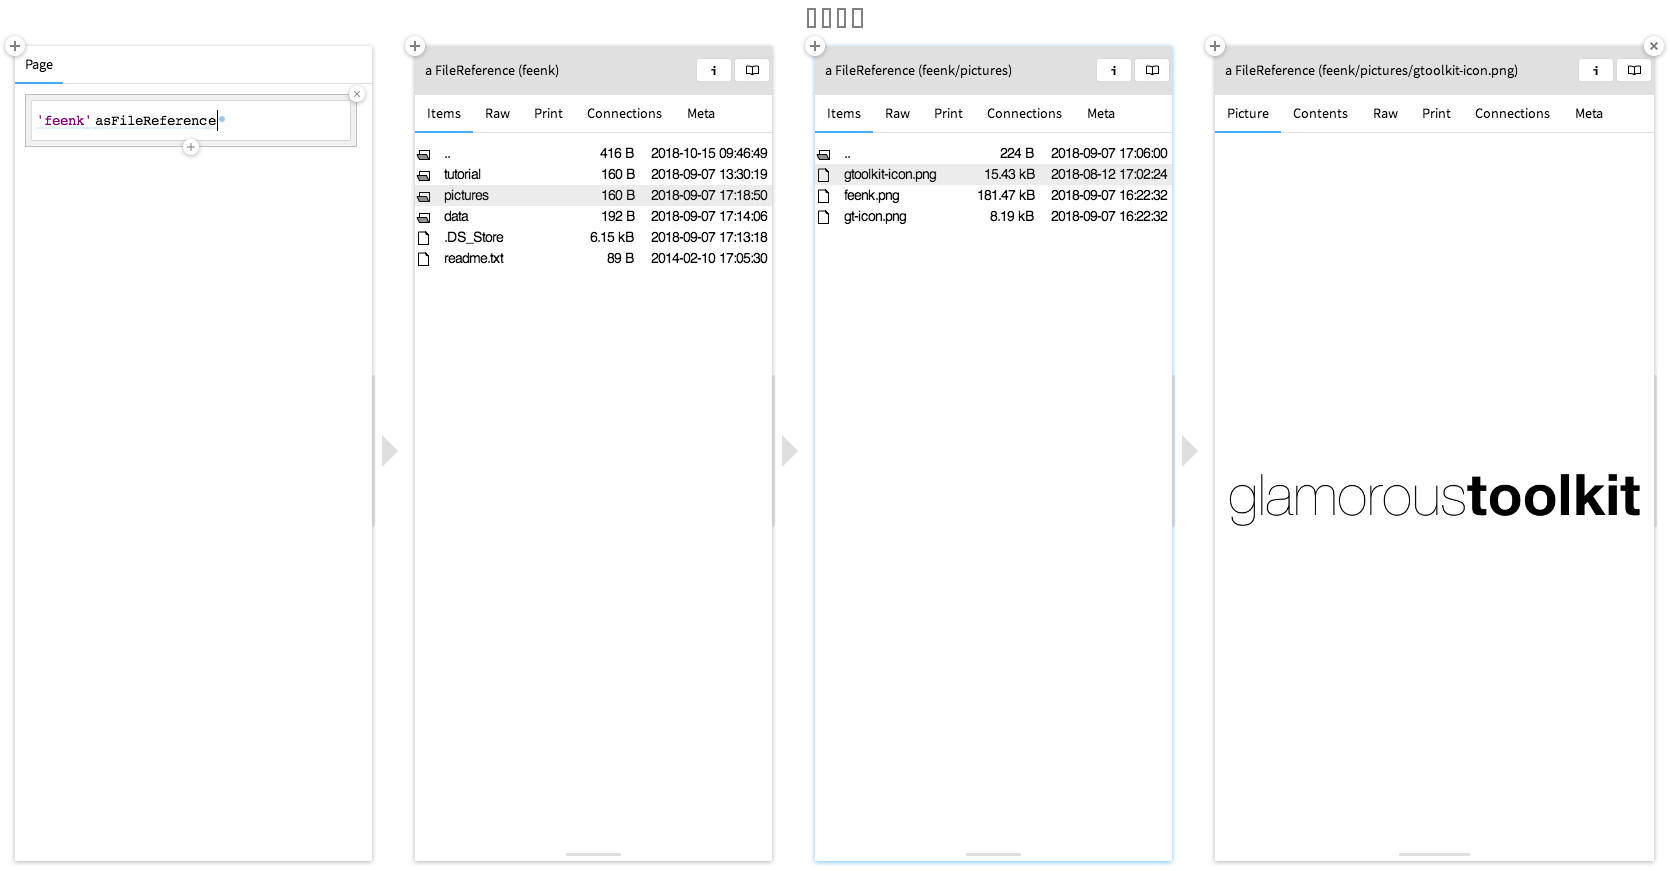 Page
'feenk' asFileReference
a FileReference (feenk)
i
Items Raw Print Connections Meta
.. 416 B 2018-10-15 09:46:49
tutorial 160 B 2018-09-07 13:30:19
pictures 160 B 2018-09-07 17:18:50
data 192 B 2018-09-07 17:14:06
.DS_Store 6.15 kB 2018-09-07 17:13:18
readme.txt 89 B 2014-02-10 17:05:30
a FileReference (feenk/pictures)
i
Items Raw Print Connections Meta
.. 224 B 2018-09-07 17:06:00
gtoolkit-icon.png 15.43 kB 2018-08-12 17:02:24
feenk.png 181.47 kB 2018-09-07 16:22:32
gt-icon.png 8.19 kB 2018-09-07 16:22:32
a FileReference (feenk/pictures/gtoolkit-icon.png)
i
Picture Contents Raw Print Connections Meta
glamoroustoolkit